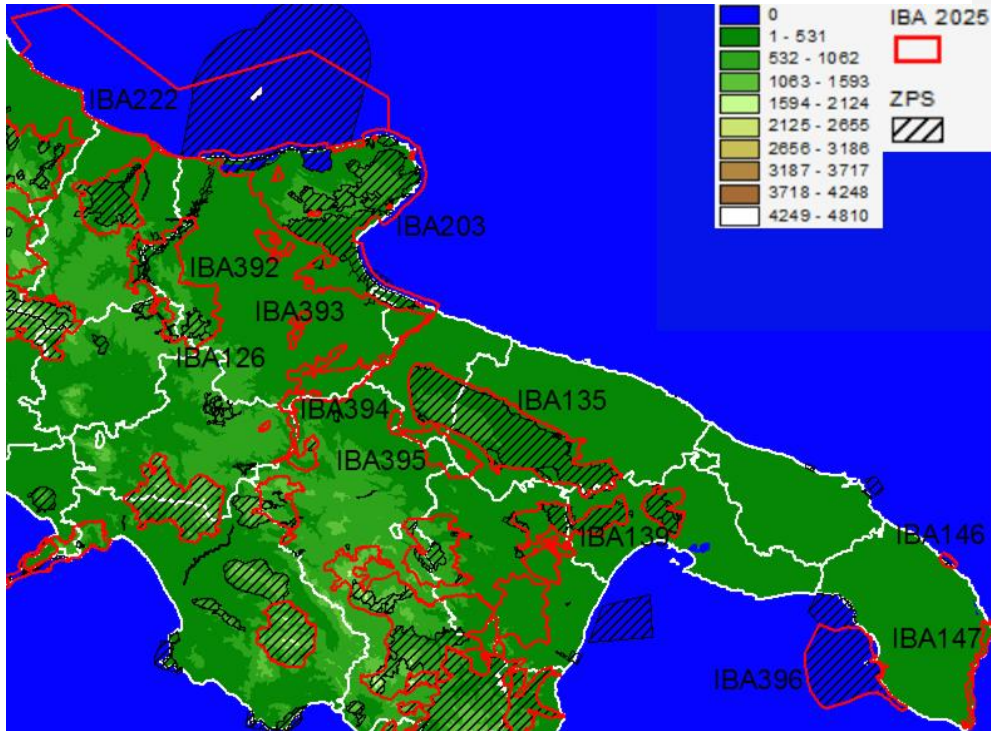 0
1 - 531
532 - 1062
1063 - 1593
1594 - 2124
2125 - 2655
2656 - 3186
3187 - 3717
3718 - 4248
4249 - 4810
IBA 2025
ZPS
IBA222
IBA203
IBA392
IBA393
IBA126
IBA394
IBA135
IBA395
IBA139
IBA146
IBA147
IBA396